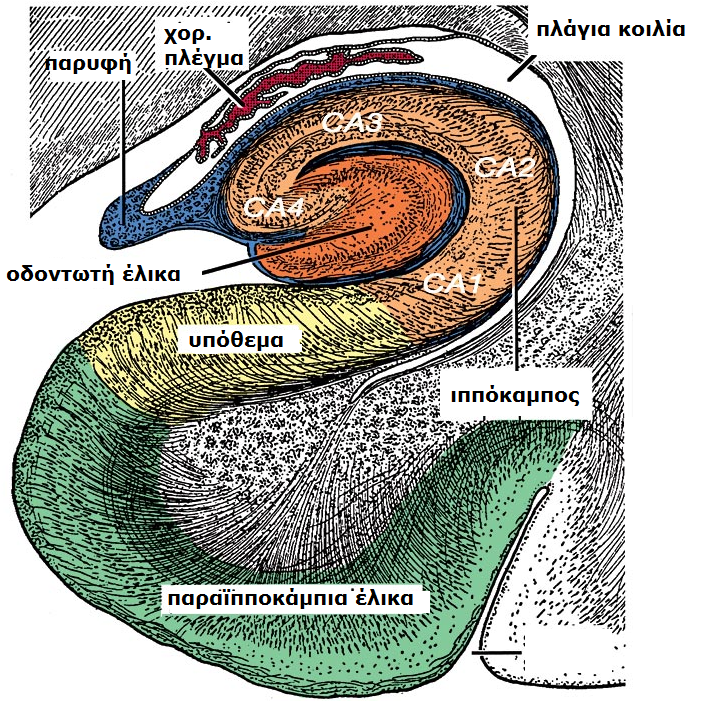 χορ.
πλέγμα
πλάγια κοιλία
παρυφή
CA3
CA2
CA4
οδοντωτή έλικα
CA1
υπόθεμα
ιππόκαμπος
παραϊπποκάμπια έλικα